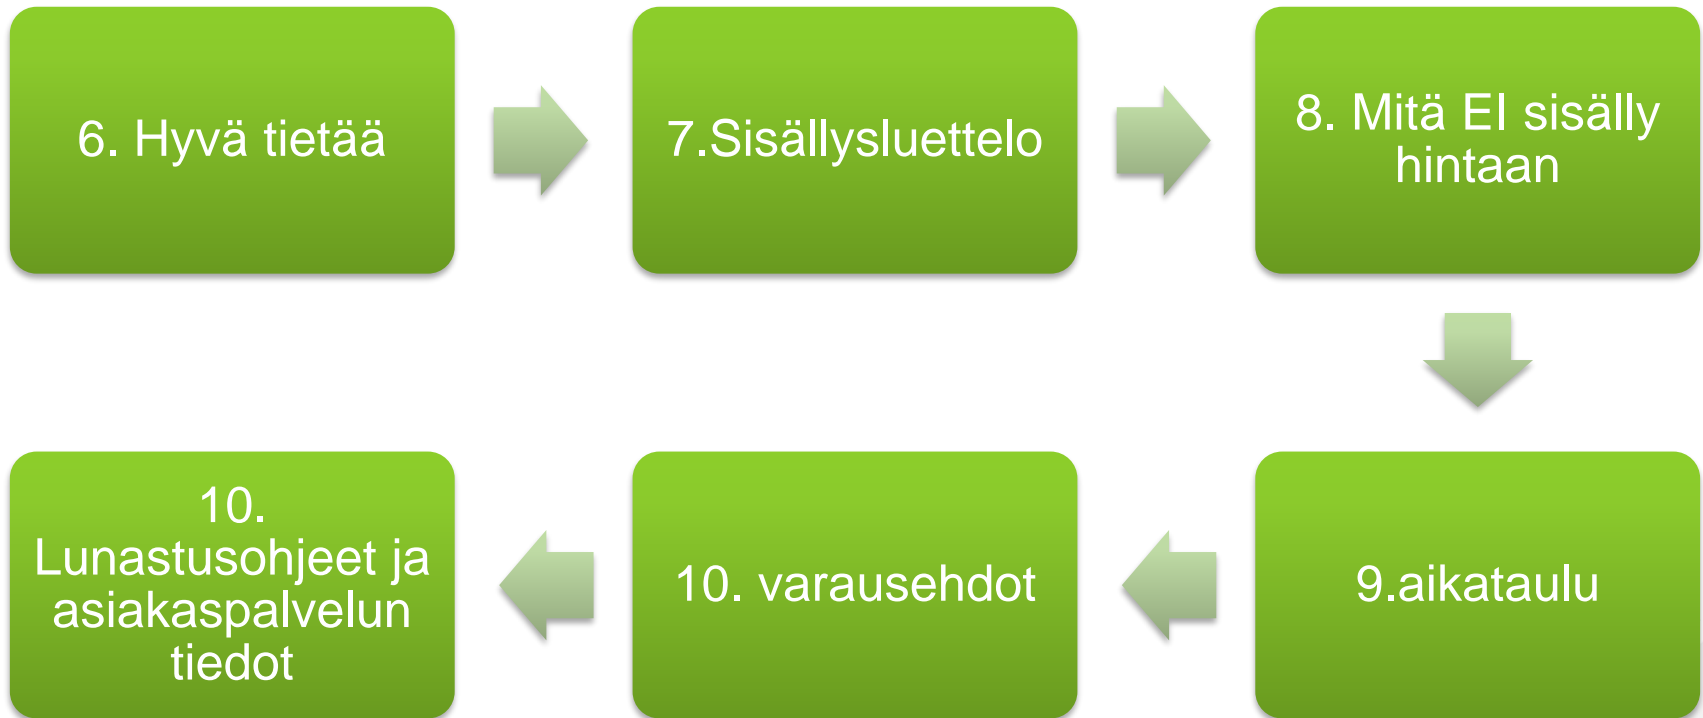 6. Hyvä tietää
7.Sisällysluettelo
8. Mitä EI sisälly
hintaan
9.aikataulu
10. varausehdot
10.
Lunastusohjeet ja
asiakaspalvelun
tiedot